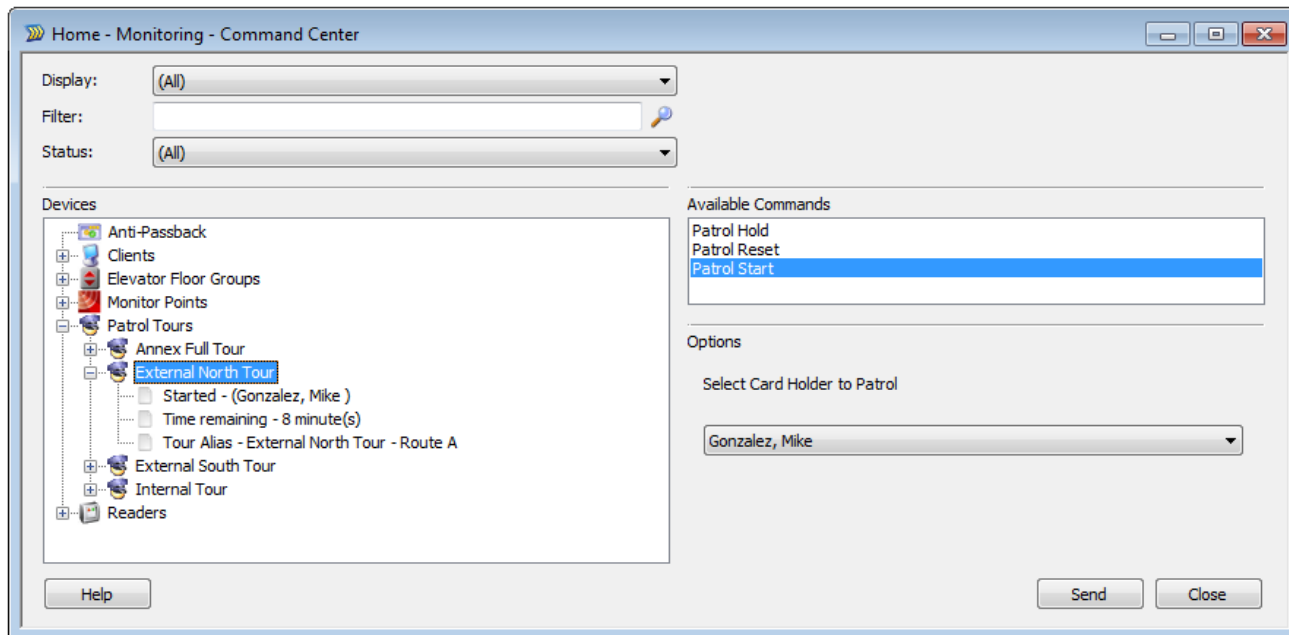 Home - Monitoring - Command Center
Display:
(All)
Filter:
Status:
(All)
Devices
Anti-Passback
Clients
Elevator Floor Groups
Monitor Points
Patrol Tours
Annex Full Tour
External North Tour
Started - (Gonzalez, Mike )
Time remaining - 8 minute(s)
Tour Alias - External North Tour - Route A
External South Tour
Internal Tour
Readers
Available Commands
Patrol Hold
Patrol Reset
Patrol Start
Options
Select Card Holder to Patrol
Gonzalez, Mike
Help
Send
Close